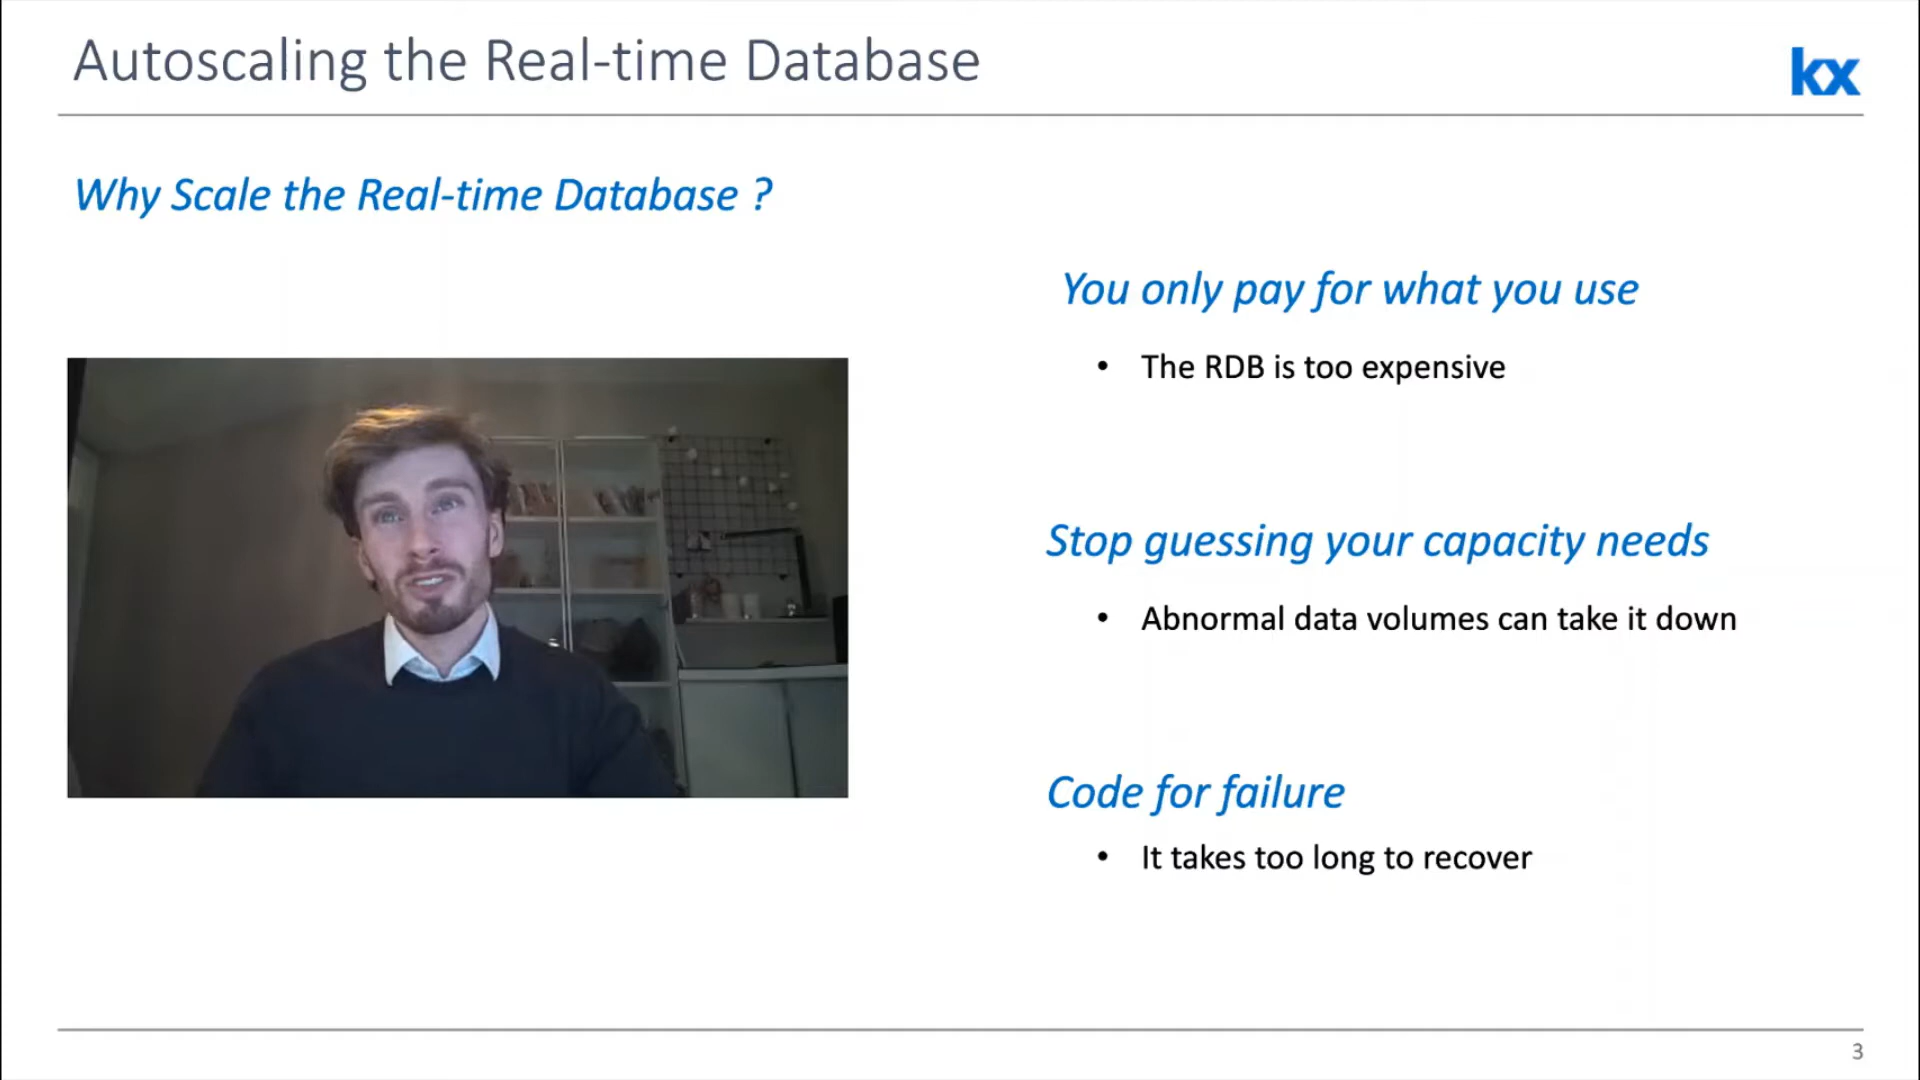 Autoscaling the Real-time Database
kx
Why Scale the Real-time Database ?
You only pay for what you use
• The RDB is too expensive
Stop guessing your capacity needs
• Abnormal data volumes can take it down
Code for failure
• It takes too long to recover
3